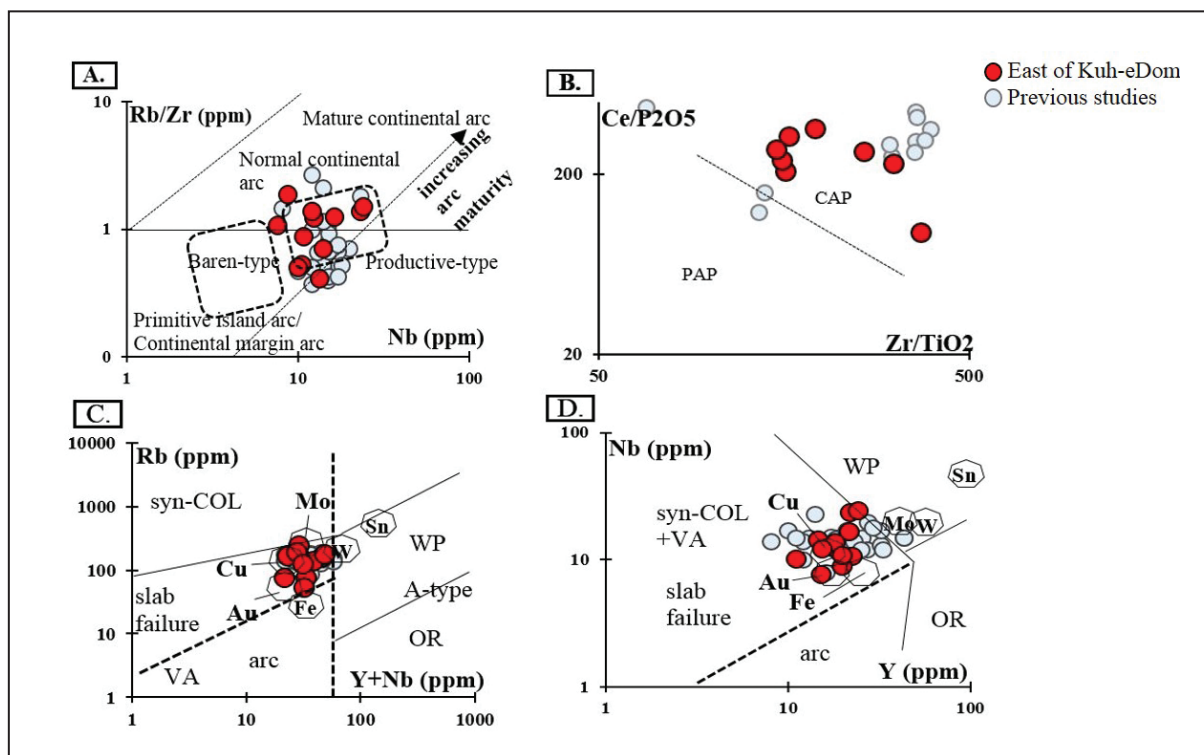 East of Kuh-eDom
Previous studies
A.
10
Rb/Zr (ppm)
Mature continental arc
Normal continental
arc
increasing
arc
maturity
1
Baren-type
Productive-type
Primitive island arc/
Continental margin arc
Nb (ppm)
0
1
10
100
B.
Ce/P2O5
200
CAP
PAP
20
Zr/TiO2
50
500
C.
10000
Rb (ppm)
1000
syn-COL
Mo
Sn
W
WP
100
Cu
slab
failure
Au
Fe
A-type
10
OR
arc
VA
Y+Nb (ppm)
1
1
10
100
1000
D.
100
Nb (ppm)
WP
Sn
Cu
syn-COL
+VA
Mo
W
10
Au
Fe
slab
failure
OR
arc
Y (ppm)
1
1
10
100